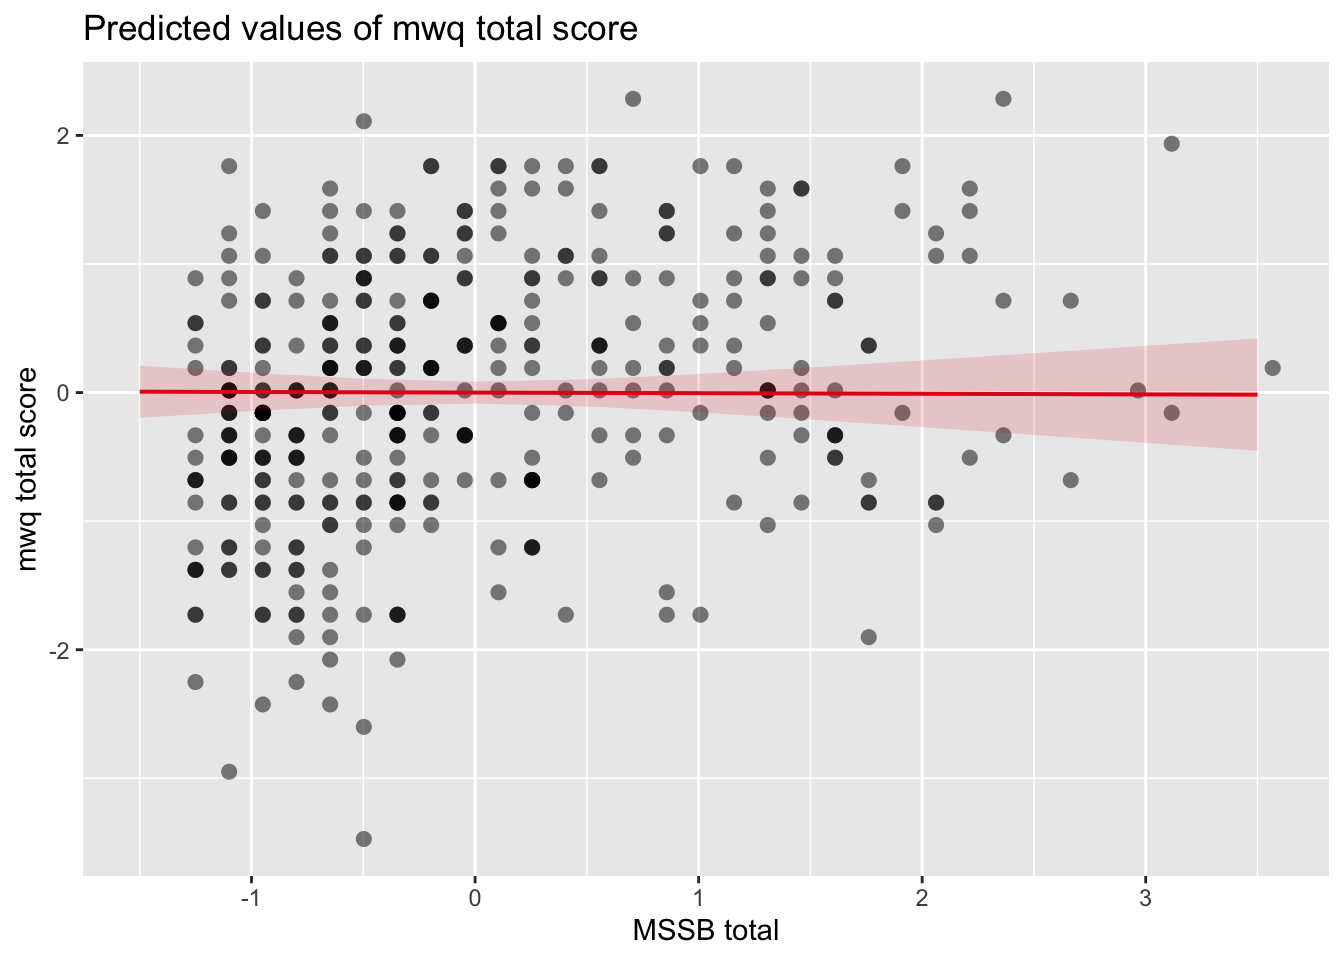 Predicted values of mwq total score
2
0
-2
mwq total score
-1 0 1 2 3
MSSB total